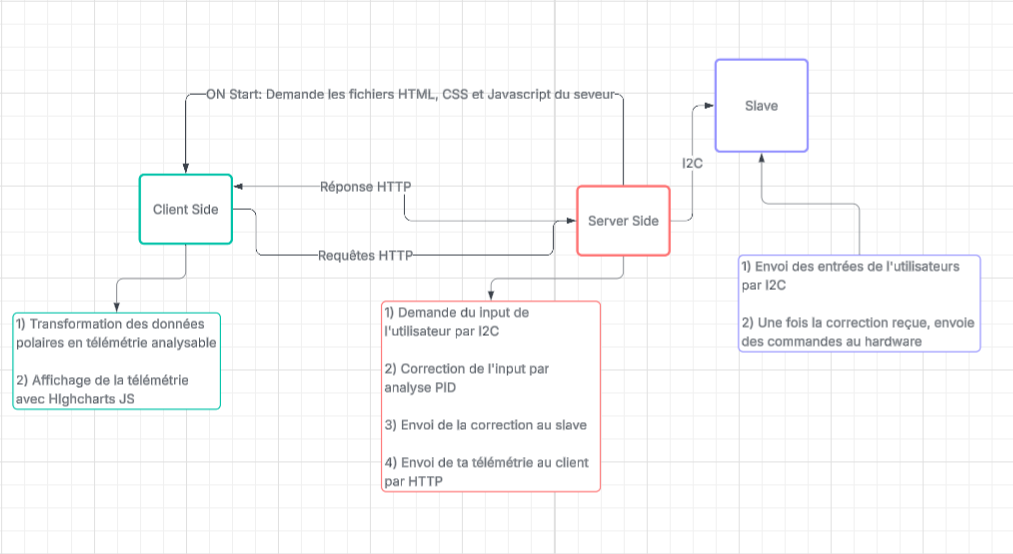 ON Start: Demande les fichiers HTML, CSS et Javascript du seveur
Slave
I2C
Réponse HTTP
Client Side
Server Side
Requêtes HTTP
1) Envoi des entrées de l'utilisateurs
par I2C
2) Une fois la correction reçue, envoie
des commandes au hardware
1) Demande du input de
l'utilisateur par I2C
2) Correction de l'input par
analyse PID
3) Envoi de la correction au slave
4) Envoi de ta télémétrie au client
par HTTP
1) Transformation des données
polaires en télémétrie analysable
2) Affichage de la télémétrie
avec HIghcharts JS